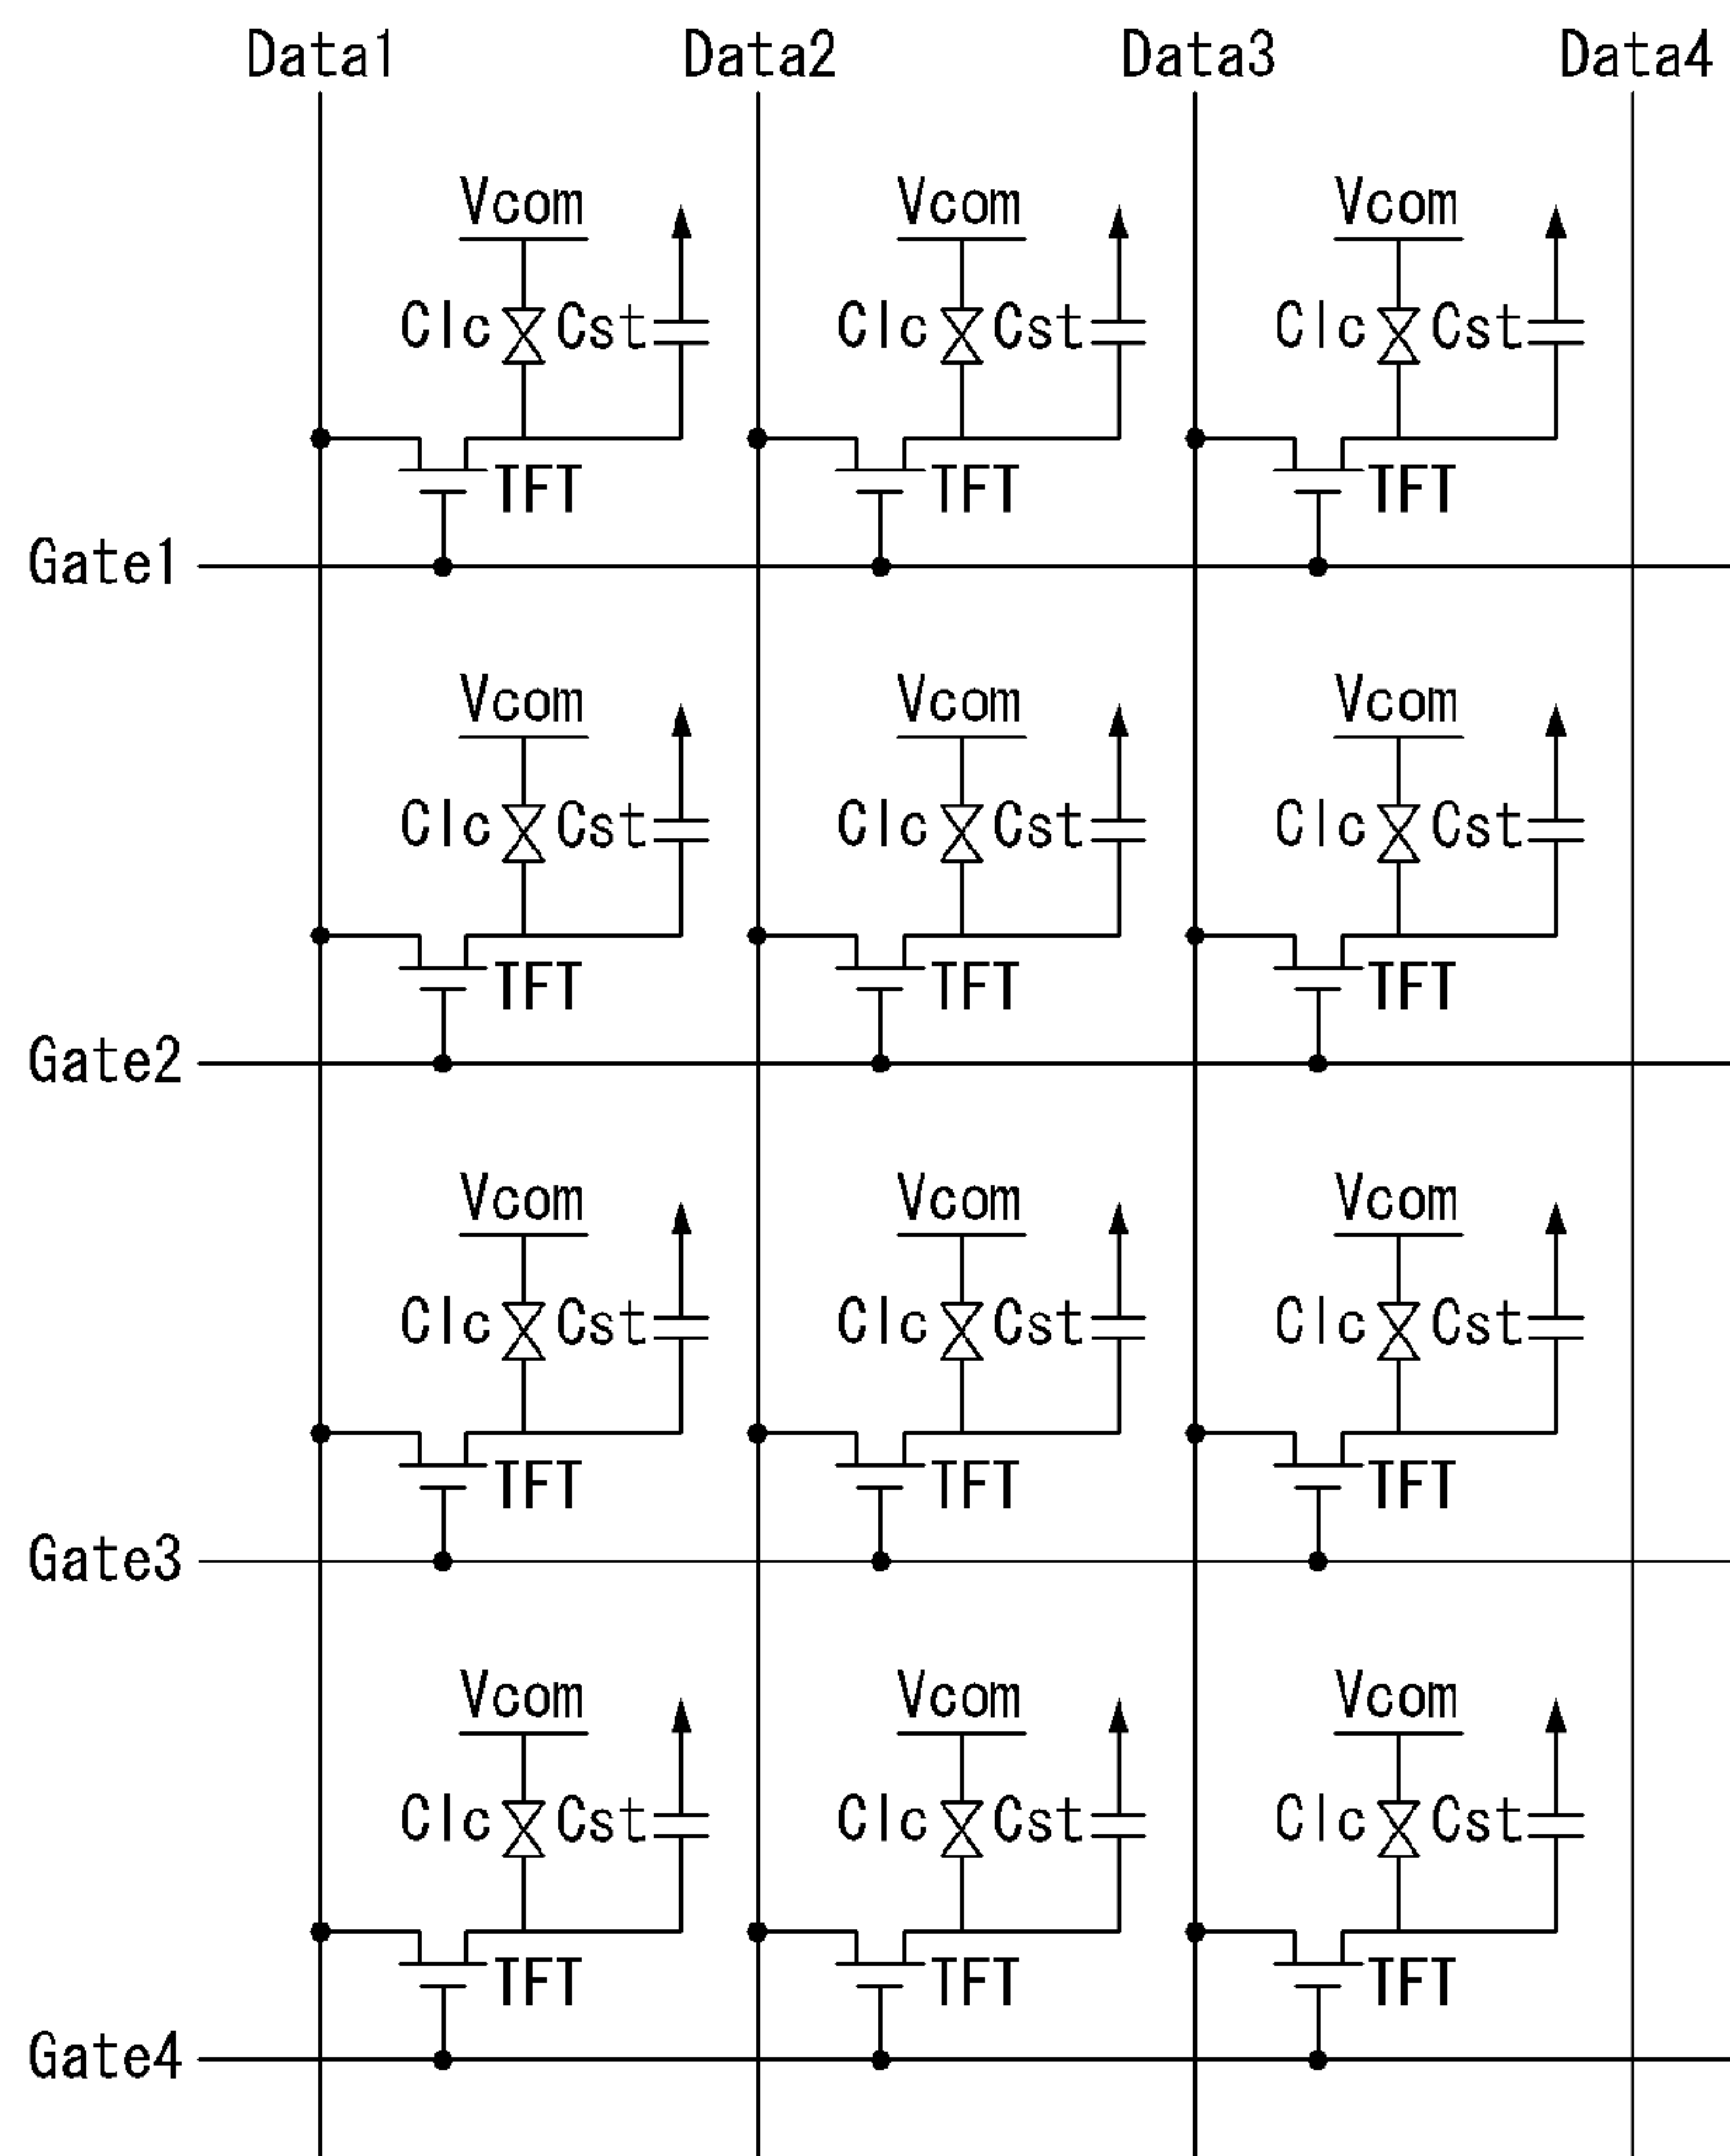 Data1 Data2 Data3 Data4
Vcom Vcom Vcom
Clc Cst Clc Cst Clc Cst
TFT TFT TFT
Gate1
Vcom Vcom Vcom
Clc Cst Clc Cst Clc Cst
TFT TFT TFT
Gate2
Vcom Vcom Vcom
Clc Cst Clc Cst Clc Cst
TFT TFT TFT
Gate3
Vcom Vcom Vcom
Clc Cst Clc Cst Clc Cst
TFT TFT TFT
Gate4